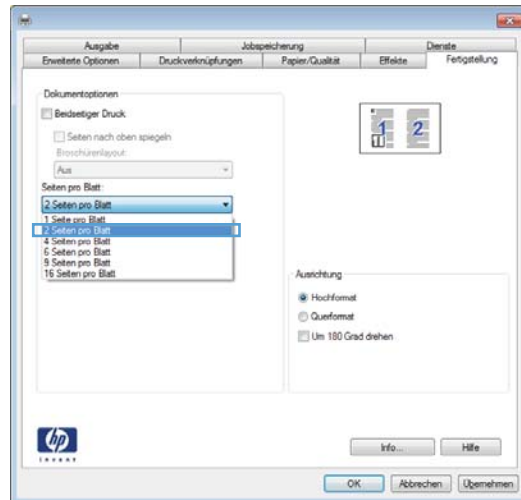 Ausgabe Jobspeicherung Dienste
Erweiterte Optionen Druckverknüpfungen Papier/Qualität Effekte Fertigstellung
Dokumentoptionen
Beidseitiger Druck
Seiten nach oben spiegeln
Broschürenlayout:
Aus
Seiten pro Blatt:
2 Seiten pro Blatt
1 Seite pro Blatt
2 Seiten pro Blatt
4 Seiten pro Blatt
6 Seiten pro Blatt
9 Seiten pro Blatt
16 Seiten pro Blatt
1 2
Ausrichtung
Hochformat
Querformat
Um 180 Grad drehen
hp
invent
Info... Hilfe
OK Abbrechen Übernehmen